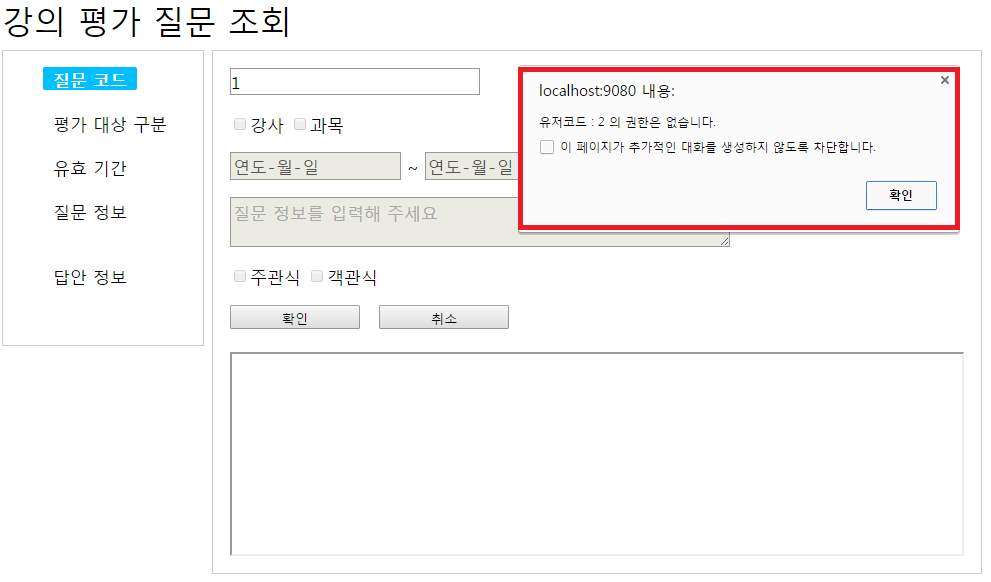 강의 평가 질문 조회
질문 코드
평가 대상 구분
유효 기간
질문 정보
답안 정보
1
강사 과목
연도-월-일 ~ 연도-월-일
질문 정보를 입력해 주세요
주관식 객관식
확인 취소
localhost:9080 내용:
유저코드 : 2 의 권한은 없습니다.
이 페이지가 추가적인 대화를 생성하지 않도록 차단합니다.
확인